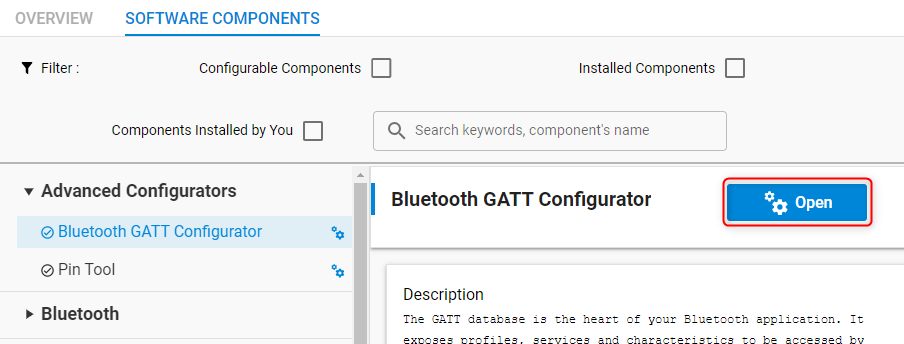 OVERVIEW SOFTWARE COMPONENTS
Filter : Configurable Components Installed Components
Components Installed by You Search keywords, component's name
Advanced Configurators
Bluetooth GATT Configurator
Pin Tool
Bluetooth
Bluetooth GATT Configurator Open
Description
The GATT database is the heart of your Bluetooth application. It
exposes profiles, services and characteristics to be accessed by